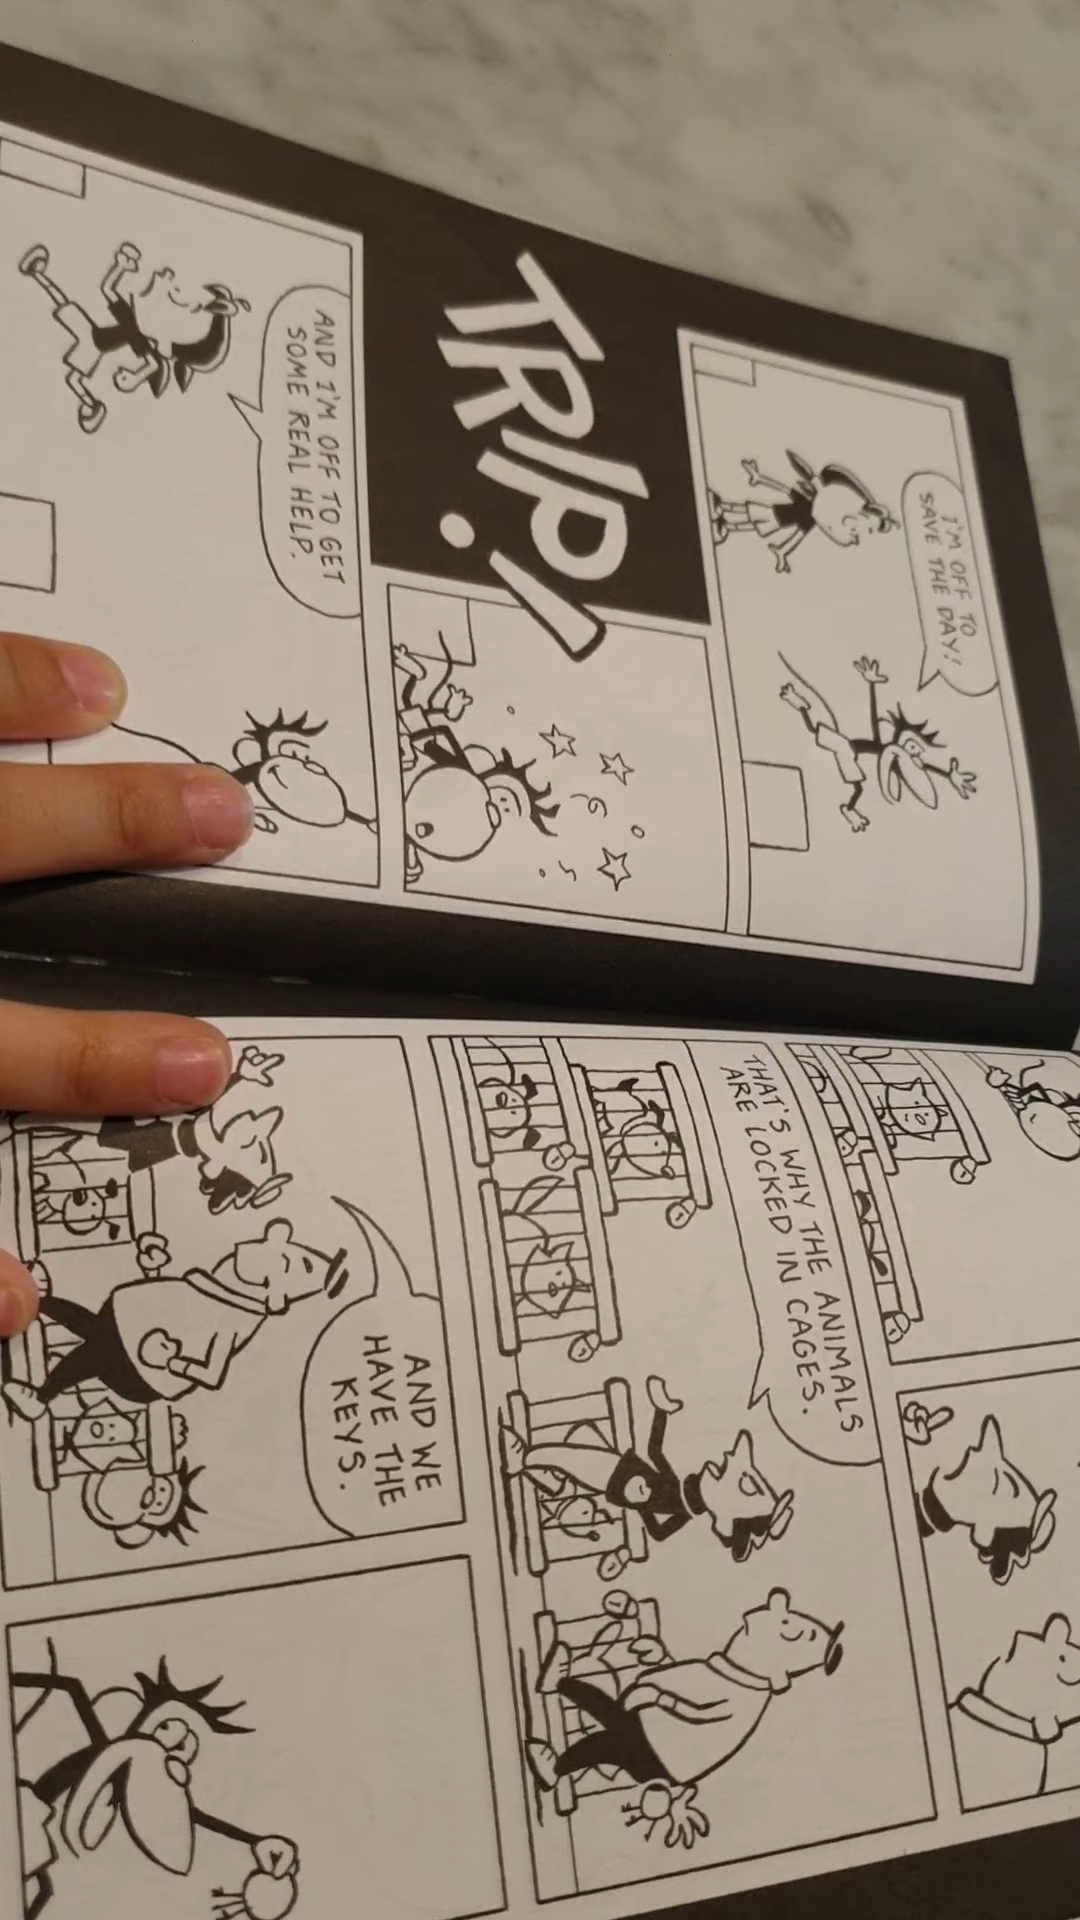 I'M OFF TO
SAVE THE DAY!
TRIP!
AND I'M OFF TO GET
SOME REAL HELP.
THAT'S WHY THE ANIMALS
ARE LOCKED IN CAGES.
AND WE
HAVE THE
KEYS.